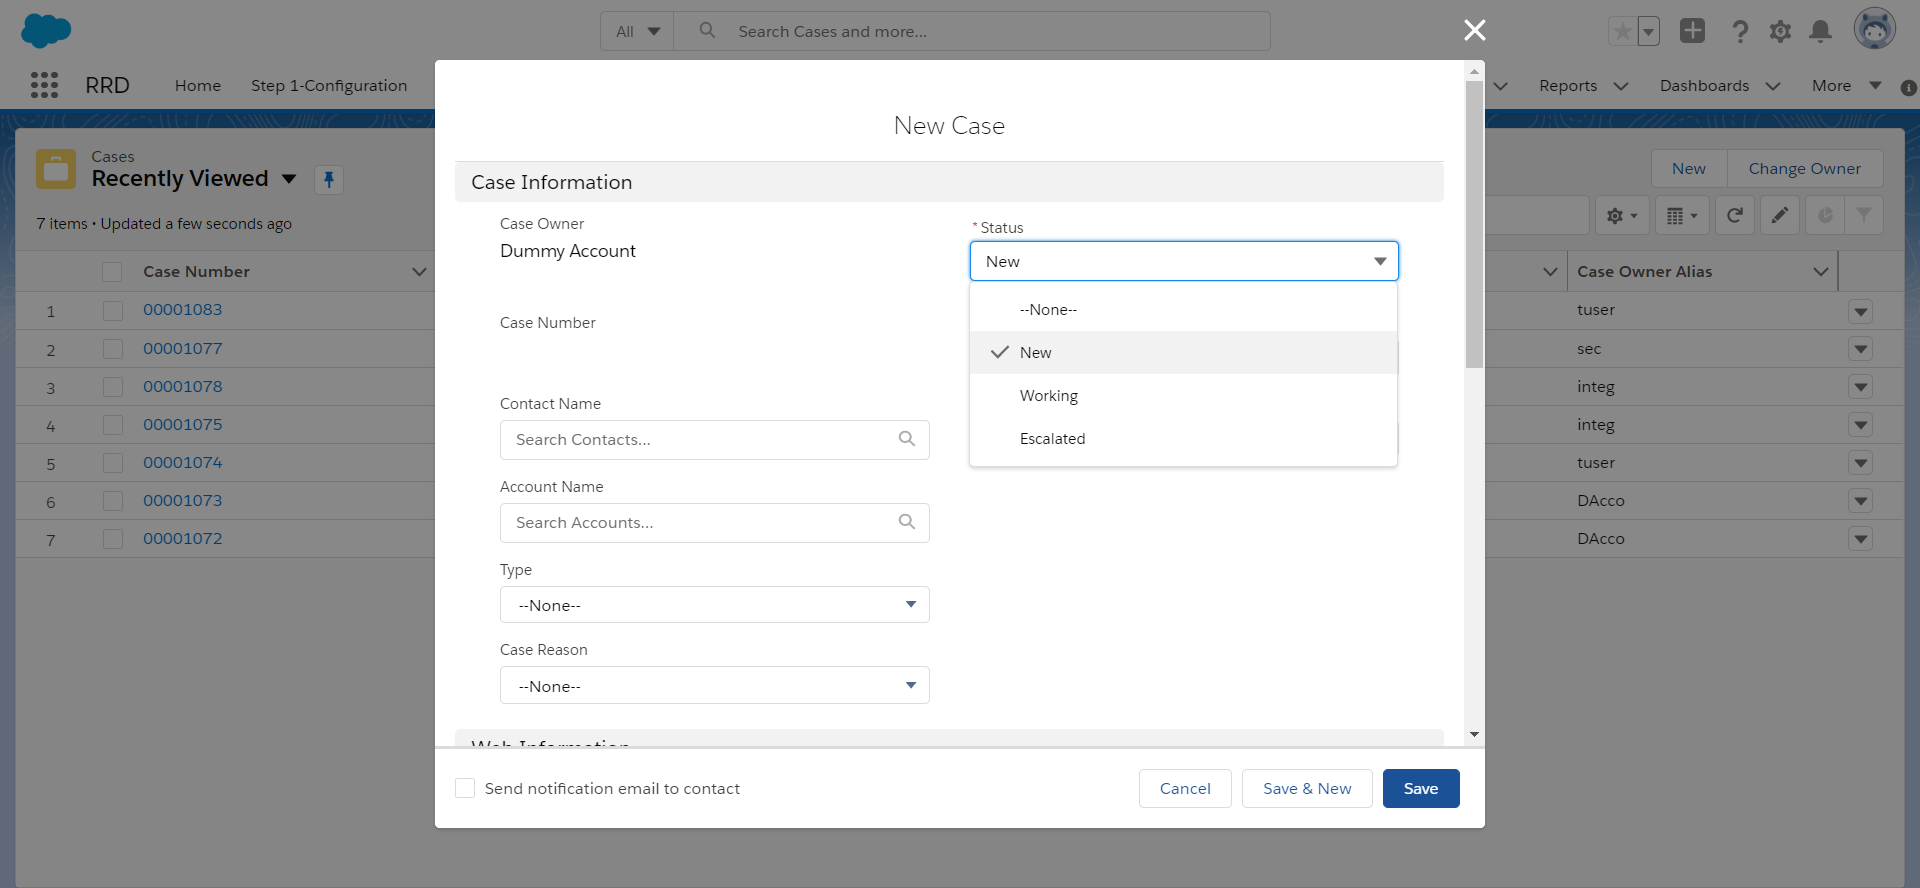 All
Search Cases and more...
RRD
Home
Step 1-Configuration
Reports
Dashboards
More
Cases
Recently Viewed
7 items • Updated a few seconds ago
New
Change Owner
Case Number
Case Owner Alias
1 00001083 tuser
2 00001077 sec
3 00001078 integ
4 00001075 integ
5 00001074 tuser
6 00001073 DAcco
7 00001072 DAcco
New Case
Case Information
Case Owner
Dummy Account
* Status
New
--None--
New
Working
Escalated
Case Number
Contact Name
Search Contacts...
Account Name
Search Accounts...
Type
--None--
Case Reason
--None--
Web Information
Send notification email to contact
Cancel
Save & New
Save